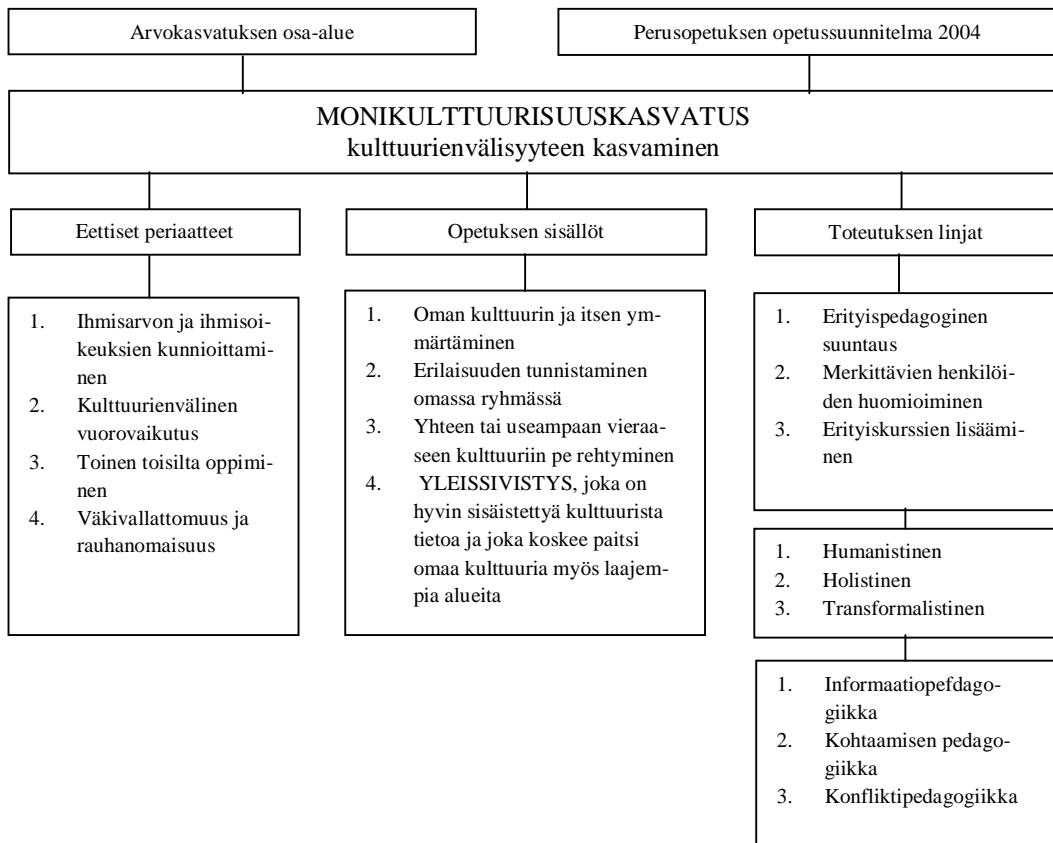 Arvokasvatuksen osa-alue
Perusopetuksen opetussuunnitelma 2004
MONIKULTTUURISUUSKASVATUS
kulttuurienvälisyyteen kasvaminen
Eettiset periaatteet
1. Ihmisarvon ja ihmisoi-
keuksien kunnioittami-
nen
2. Kulttuurienvälinen
vuorovaikutus
3. Toinen toisilta oppimi-
nen
4. Väkivallattomuus ja
rauhanomaisuus
Opetuksen sisällöt
1. Oman kulttuurin ja itsen ym-
märtäminen
2. Erilaisuuden tunnistaminen
omassa ryhmässä
3. Yhteen tai useampaan vieraa-
seen kulttuuriin pe rehtyminen
4. YLEISSIVISTYS, joka on
hyvin sisäistettyä kulttuurista
tietoa ja joka koskee paitsi
omaa kulttuuria myös laajem-
pia alueita
Toteutuksen linjat
1. Erityispedagoginen
suuntaus
2. Merkittävien henkilöi-
den huomioiminen
3. Erityiskurssien lisäämi-
nen
1. Humanistinen
2. Holistinen
3. Transformalistinen
1. Informaatiopefdago-
giikka
2. Kohtaamisen pedago-
giikka
3. Konfliktipedagogiikka